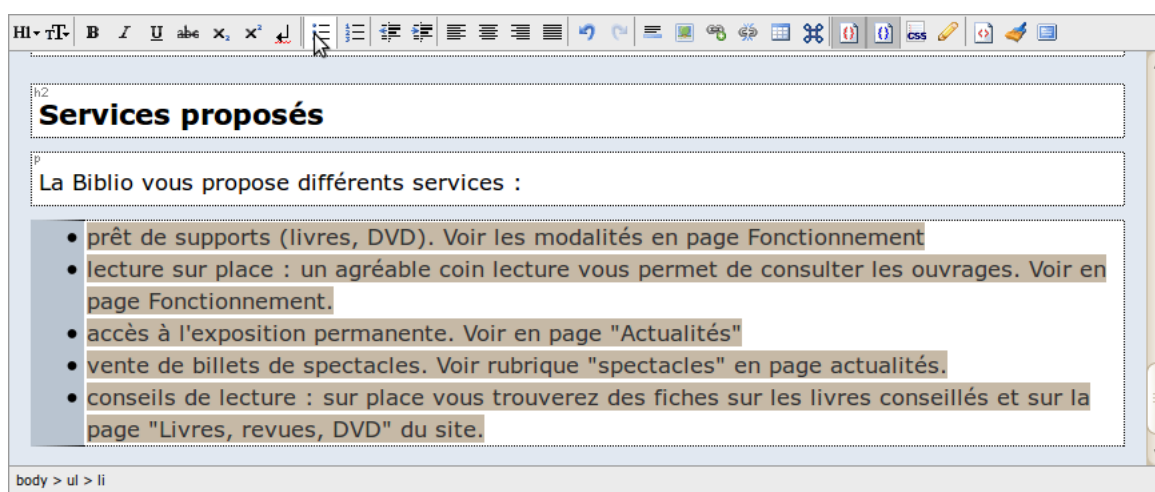 H1 T B I U abc x₂ x² css
h2
Services proposés
p
La Biblio vous propose différents services :
• prêt de supports (livres, DVD). Voir les modalités en page Fonctionnement
• lecture sur place : un agréable coin lecture vous permet de consulter les ouvrages. Voir en
page Fonctionnement.
• accès à l'exposition permanente. Voir en page "Actualités"
• vente de billets de spectacles. Voir rubrique "spectacles" en page actualités.
• conseils de lecture : sur place vous trouverez des fiches sur les livres conseillés et sur la
page "Livres, revues, DVD" du site.
body > ul > li